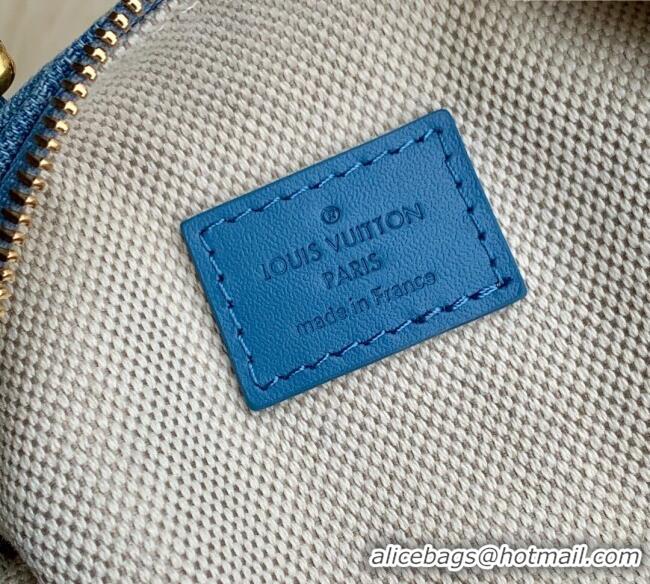 ®
LOUIS VUITTON
PARIS
made in France
alicebags@hotmail.com